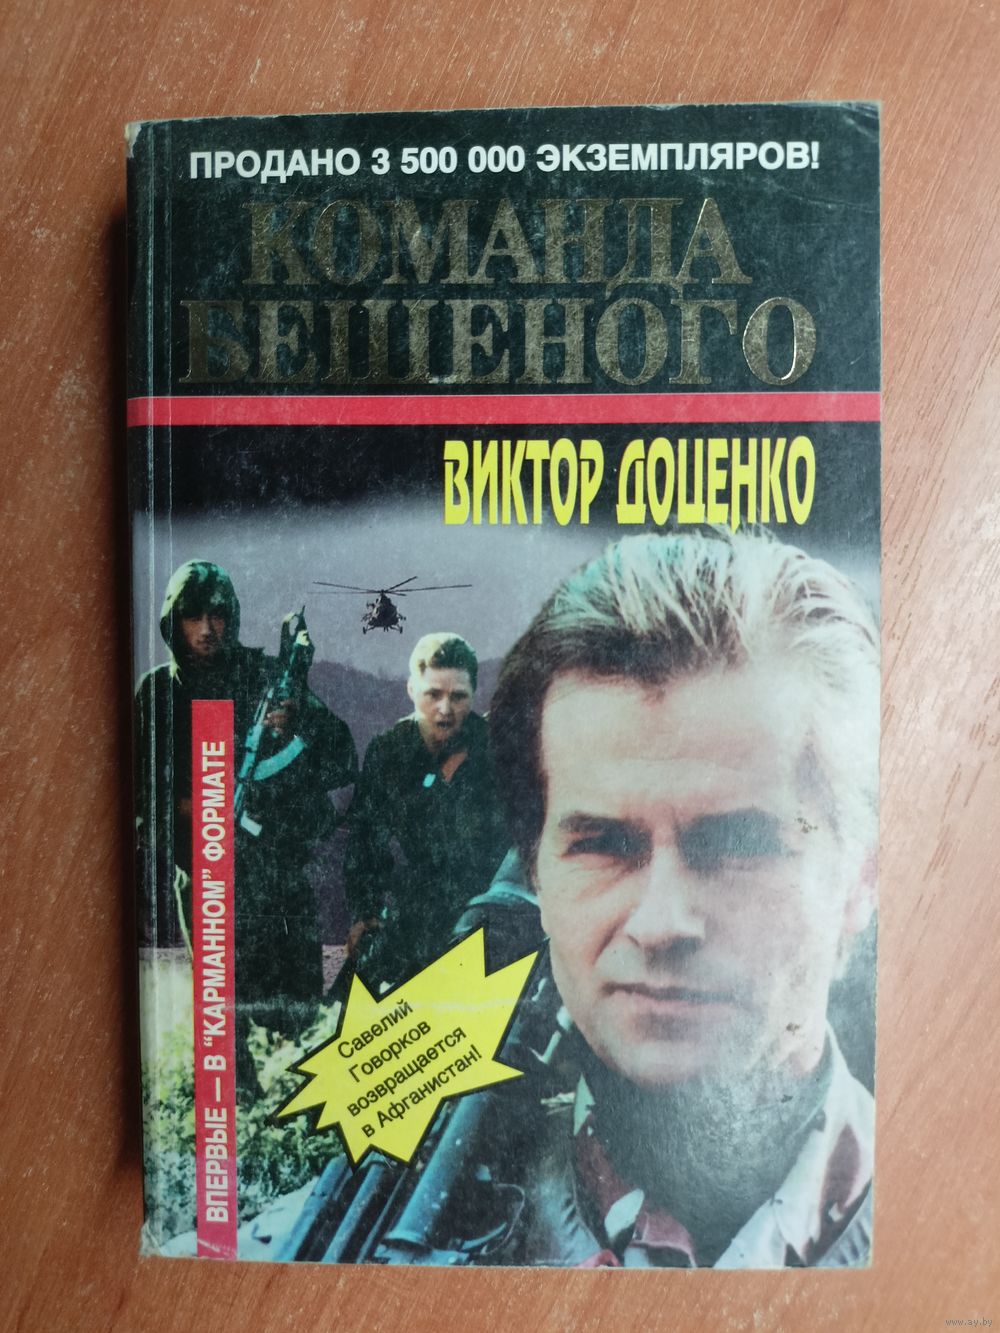 ПРОДАНО 3 500 000 ЭКЗЕМПЛЯРОВ!
КОМАНДА
БЕШЕНОГО
ВИКТОР ДОЦЕНКО
ВПЕРВЫЕ — В "КАРМАННОМ" ФОРМАТЕ
Савелий
Говорков
возвращается
в Афганистан!
www.ay.by